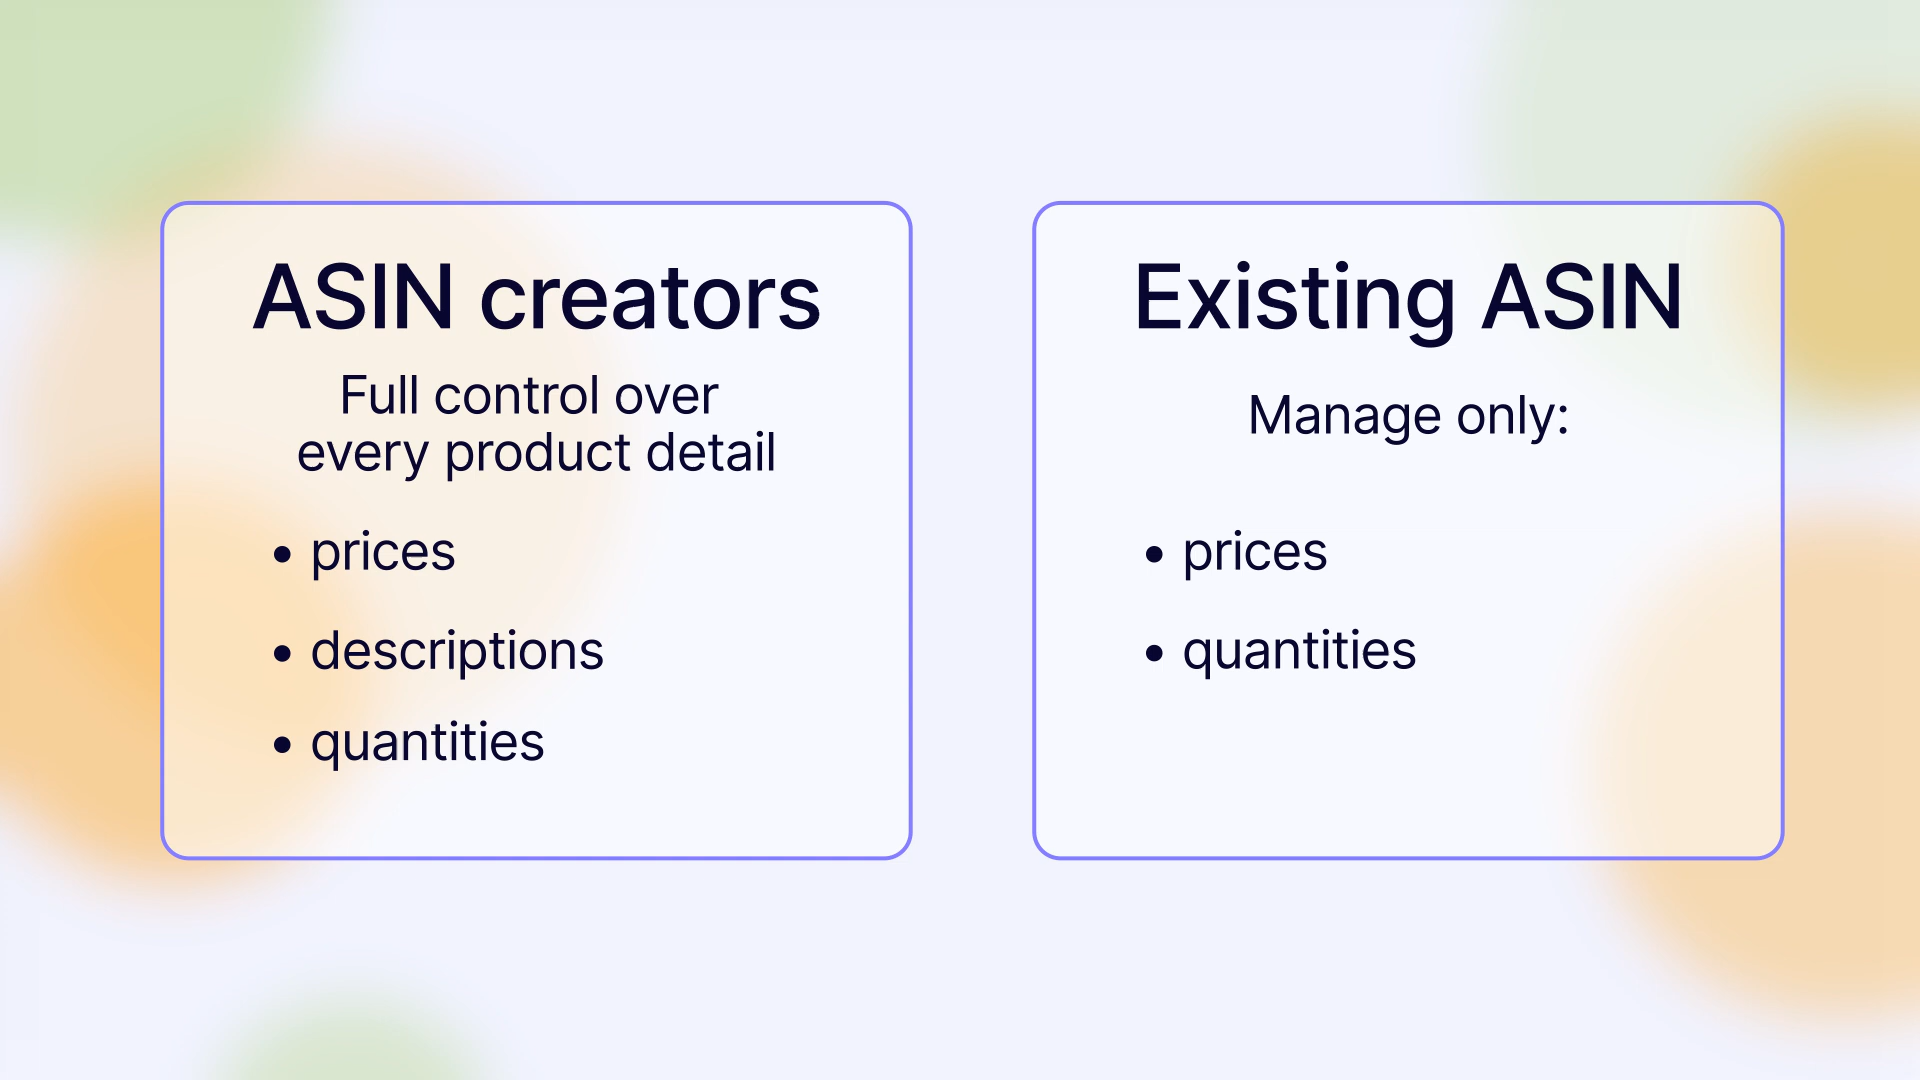 ASIN creators
Full control over
every product detail
• prices
• descriptions
• quantities
Existing ASIN
Manage only:
• prices
• quantities